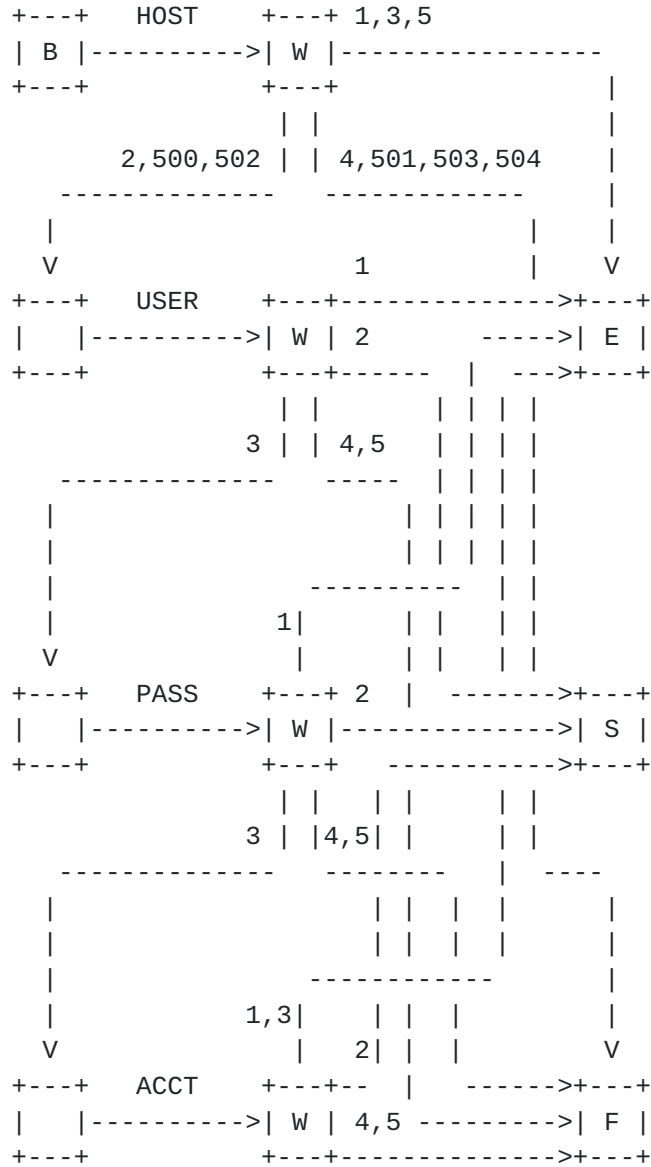 HOST 1,3,5
B W
2,500,502 4,501,503,504
V
V 1 V
USER
W 2 E
3 4,5
1
V
PASS 2
W S
3 4,5
1,3
V 2 V
ACCT
W 4,5 F